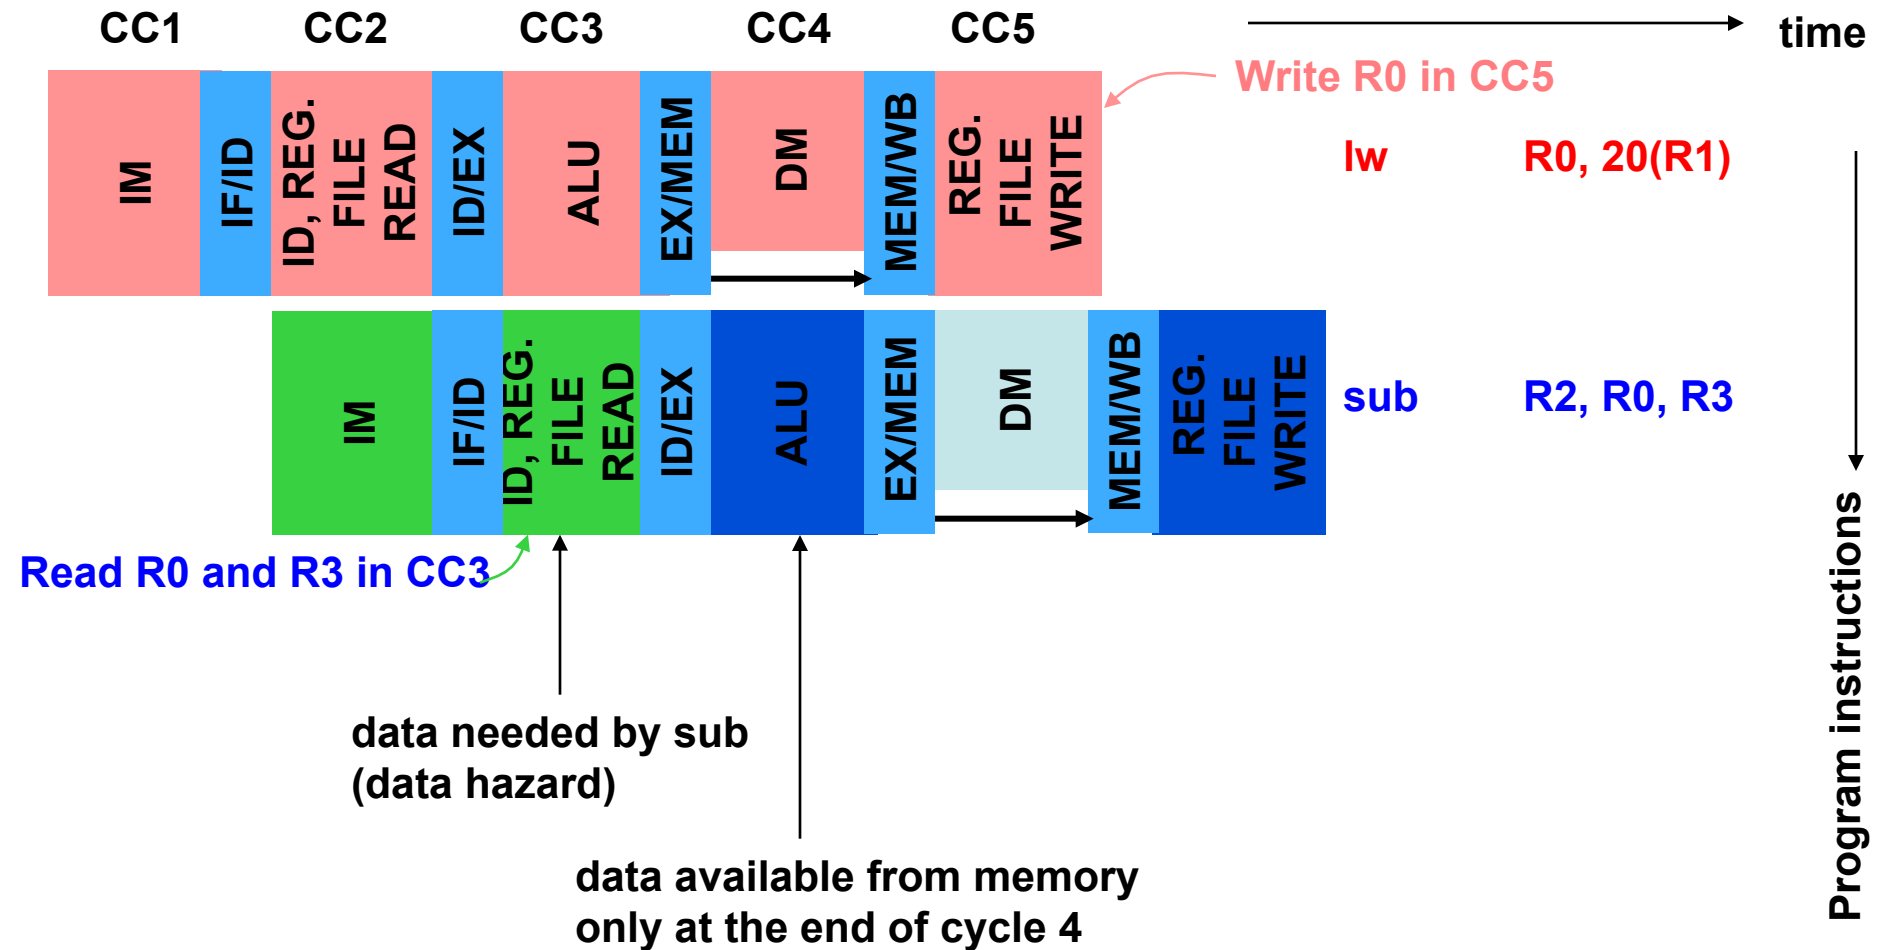 CC1 CC2 CC3 CC4 CC5 time
Write R0 in CC5
IM
IF/ID
ID, REG.
FILE
READ
ID/EX
ALU
EX/MEM
DM
MEM/WB
REG.
FILE
WRITE
lw R0, 20(R1)
IM
IF/ID
ID, REG.
FILE
READ
ID/EX
ALU
EX/MEM
DM
MEM/WB
REG.
FILE
WRITE
sub R2, R0, R3
Read R0 and R3 in CC3
data needed by sub
(data hazard)
data available from memory
only at the end of cycle 4
Program instructions